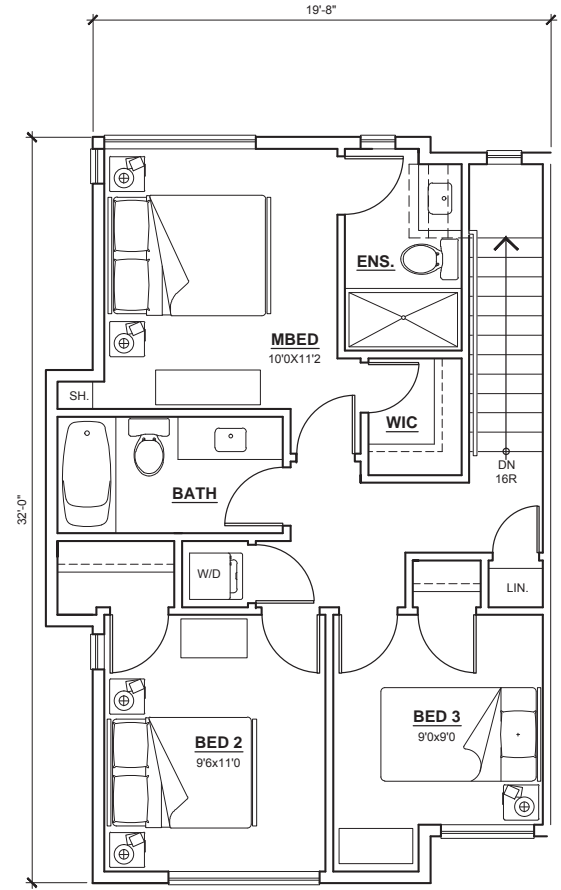 19'-8"
ENS.
MBED
10'0X11'2
SH.
WIC
DN
16R
BATH
32'-0"
W/D
LIN.
BED 3
9'0x9'0
BED 2
9'6x11'0